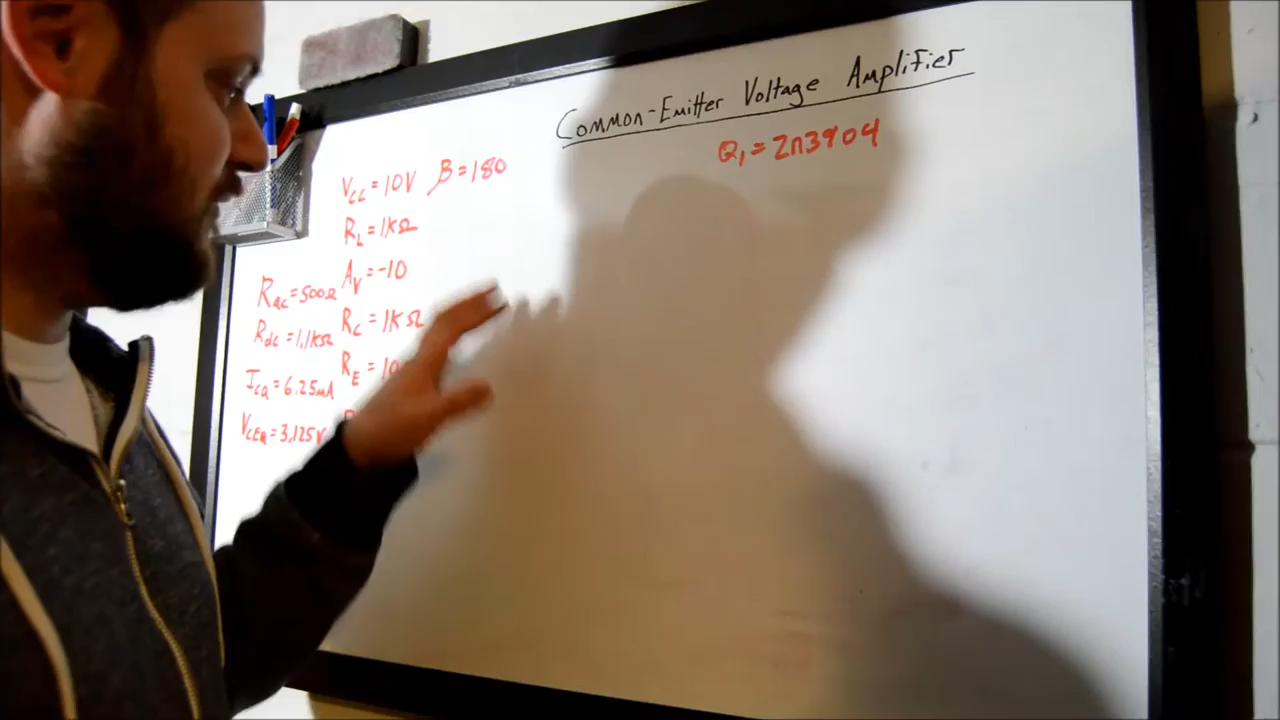 Common-Emitter Voltage Amplifier
Q1 = 2n3904
VCC = 10V β = 180
RL = 1kΩ
AV = -10
RC = 1kΩ
RE = 10
Rac = 500Ω
Rdc = 1.1kΩ
ICQ = 6.25mA
VCEQ = 3.125V